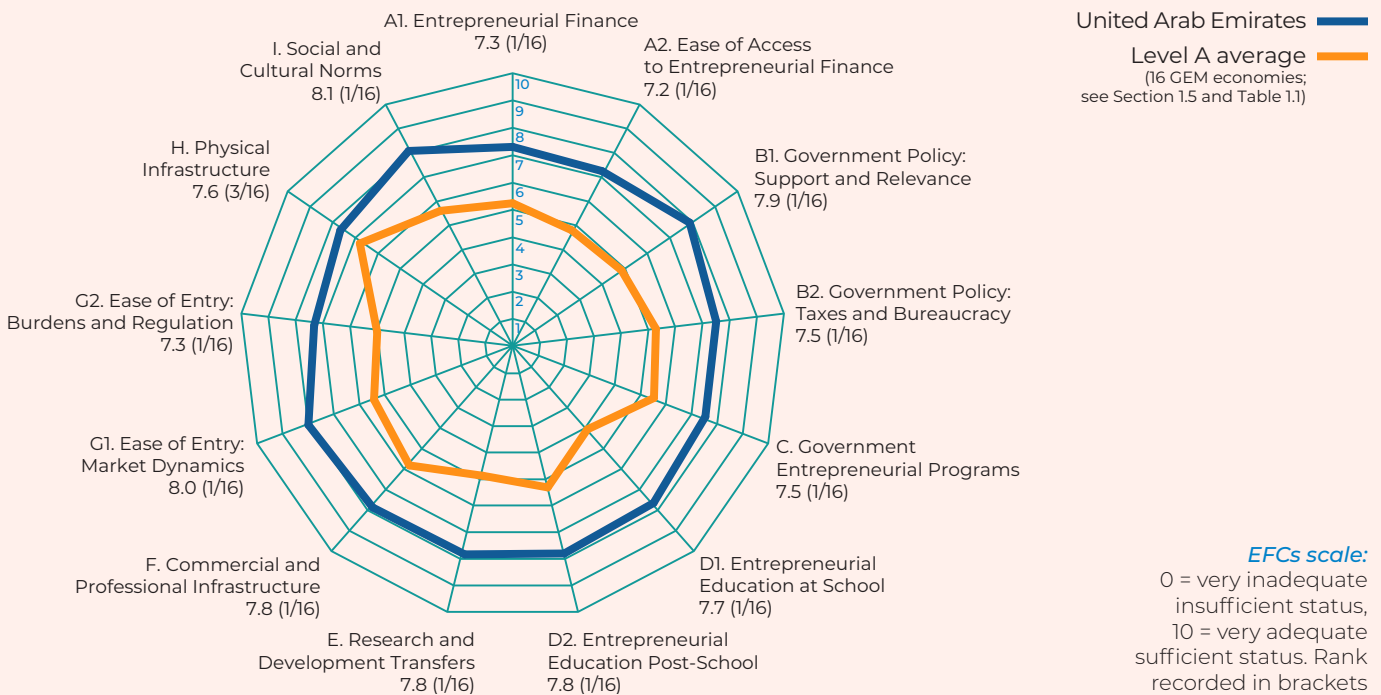 A1. Entrepreneurial Finance
7.3 (1/16)
A2. Ease of Access
to Entrepreneurial Finance
7.2 (1/16)
B1. Government Policy:
Support and Relevance
7.9 (1/16)
B2. Government Policy:
Taxes and Bureaucracy
7.5 (1/16)
C. Government
Entrepreneurial Programs
7.5 (1/16)
D1. Entrepreneurial
Education at School
7.7 (1/16)
D2. Entrepreneurial
Education Post-School
7.8 (1/16)
E. Research and
Development Transfers
7.8 (1/16)
F. Commercial and
Professional Infrastructure
7.8 (1/16)
G1. Ease of Entry:
Market Dynamics
8.0 (1/16)
G2. Ease of Entry:
Burdens and Regulation
7.3 (1/16)
H. Physical
Infrastructure
7.6 (3/16)
I. Social and
Cultural Norms
8.1 (1/16)
10
9
8
7
6
5
4
3
2
1
United Arab Emirates
Level A average
(16 GEM economies;
see Section 1.5 and Table 1.1)
EFCs scale:
0 = very inadequate
insufficient status,
10 = very adequate
sufficient status. Rank
recorded in brackets